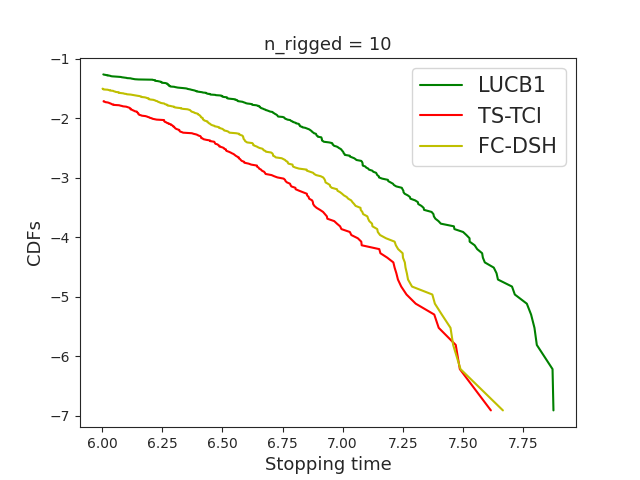 n_rigged = 10
−1
−2
−3
−4
−5
−6
−7
CDFs
LUCB1
TS-TCI
FC-DSH
6.00 6.25 6.50 6.75 7.00 7.25 7.50 7.75
Stopping time